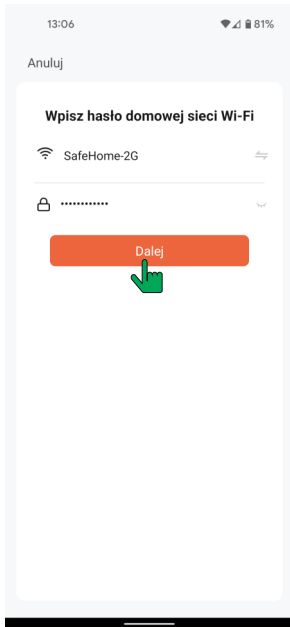 13:06 81%
Anuluj
Wpisz hasło domowej sieci Wi-Fi
SafeHome-2G
••••••••••••
Dalej